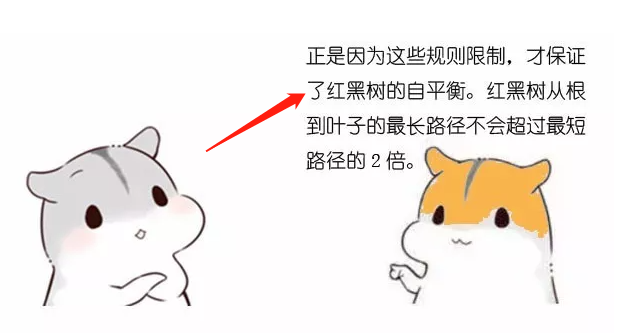 正是因为这些规则限制，才保证
了红黑树的自平衡。红黑树从根
到叶子的最长路径不会超过最短
路径的 2 倍。